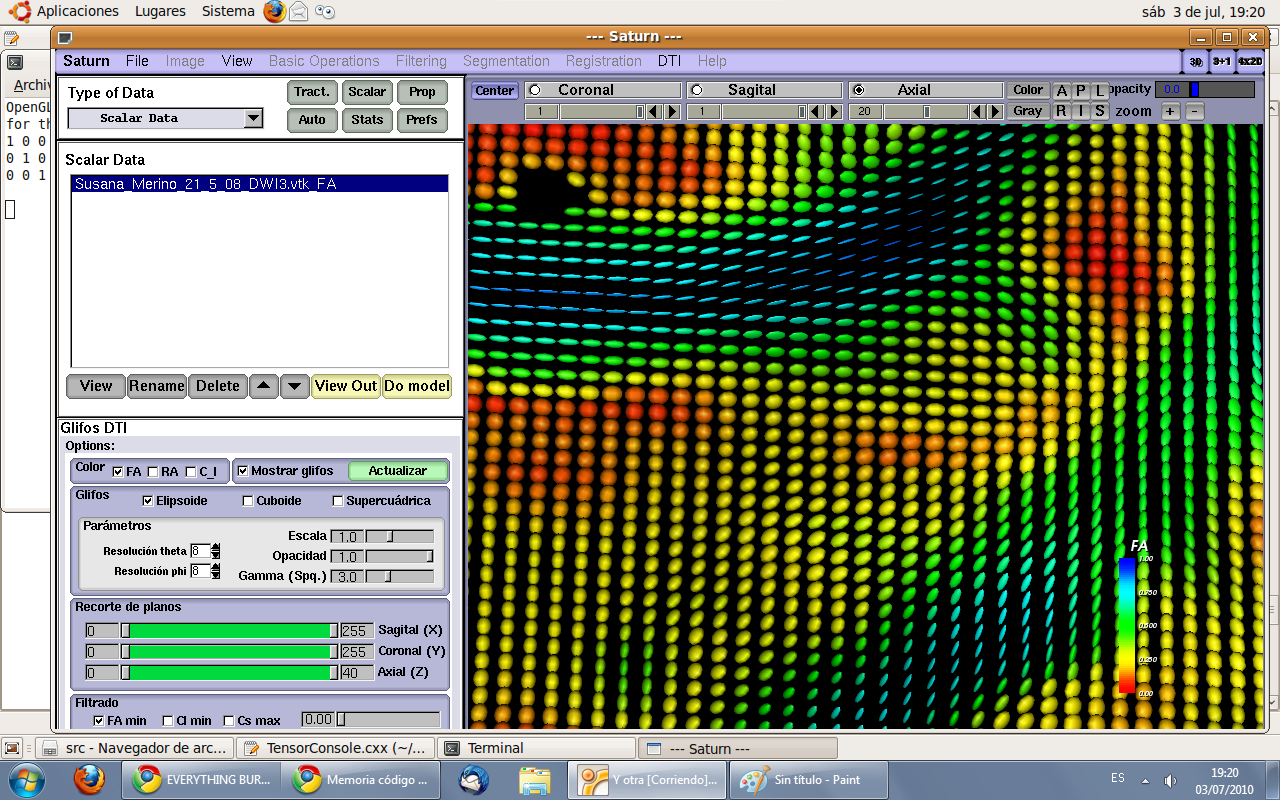 Aplicaciones Lugares Sistema sáb 3 de jul, 19:20
--- Saturn ---
Archiv
OpenGL
for th
1 0 0
0 1 0
0 0 1
Saturn File Image View Basic Operations Filtering Segmentation Registration DTI Help 3D 3+1 4x2D
Type of Data
Scalar Data
Tract. Scalar Prop
Auto Stats Prefs
Center Coronal Sagital Axial Color A P L opacity 0.0
1 1 20 Gray R I S zoom + -
Scalar Data
Susana_Merino_21_5_08_DWI3.vtk_FA
View Rename Delete View Out Do model
Glifos DTI
Options:
Color FA RA C_l Mostrar glifos Actualizar
Glifos Elipsoide Cuboide Supercuádrica
Parámetros
Resolución theta 8
Resolución phi 8
Escala 1.0
Opacidad 1.0
Gamma (Spq.) 3.0
Recorte de planos
0 255 Sagital (X)
0 255 Coronal (Y)
0 40 Axial (Z)
Filtrado
FA min Cl min Cs max 0.00
FA
1.00
0.750
0.500
0.250
0.00
src - Navegador de arc... TensorConsole.cxx (~/... Terminal --- Saturn ---
EVERYTHING BUR... Memoria código ... Y otra [Corriendo]... Sin título - Paint ES 19:20
03/07/2010